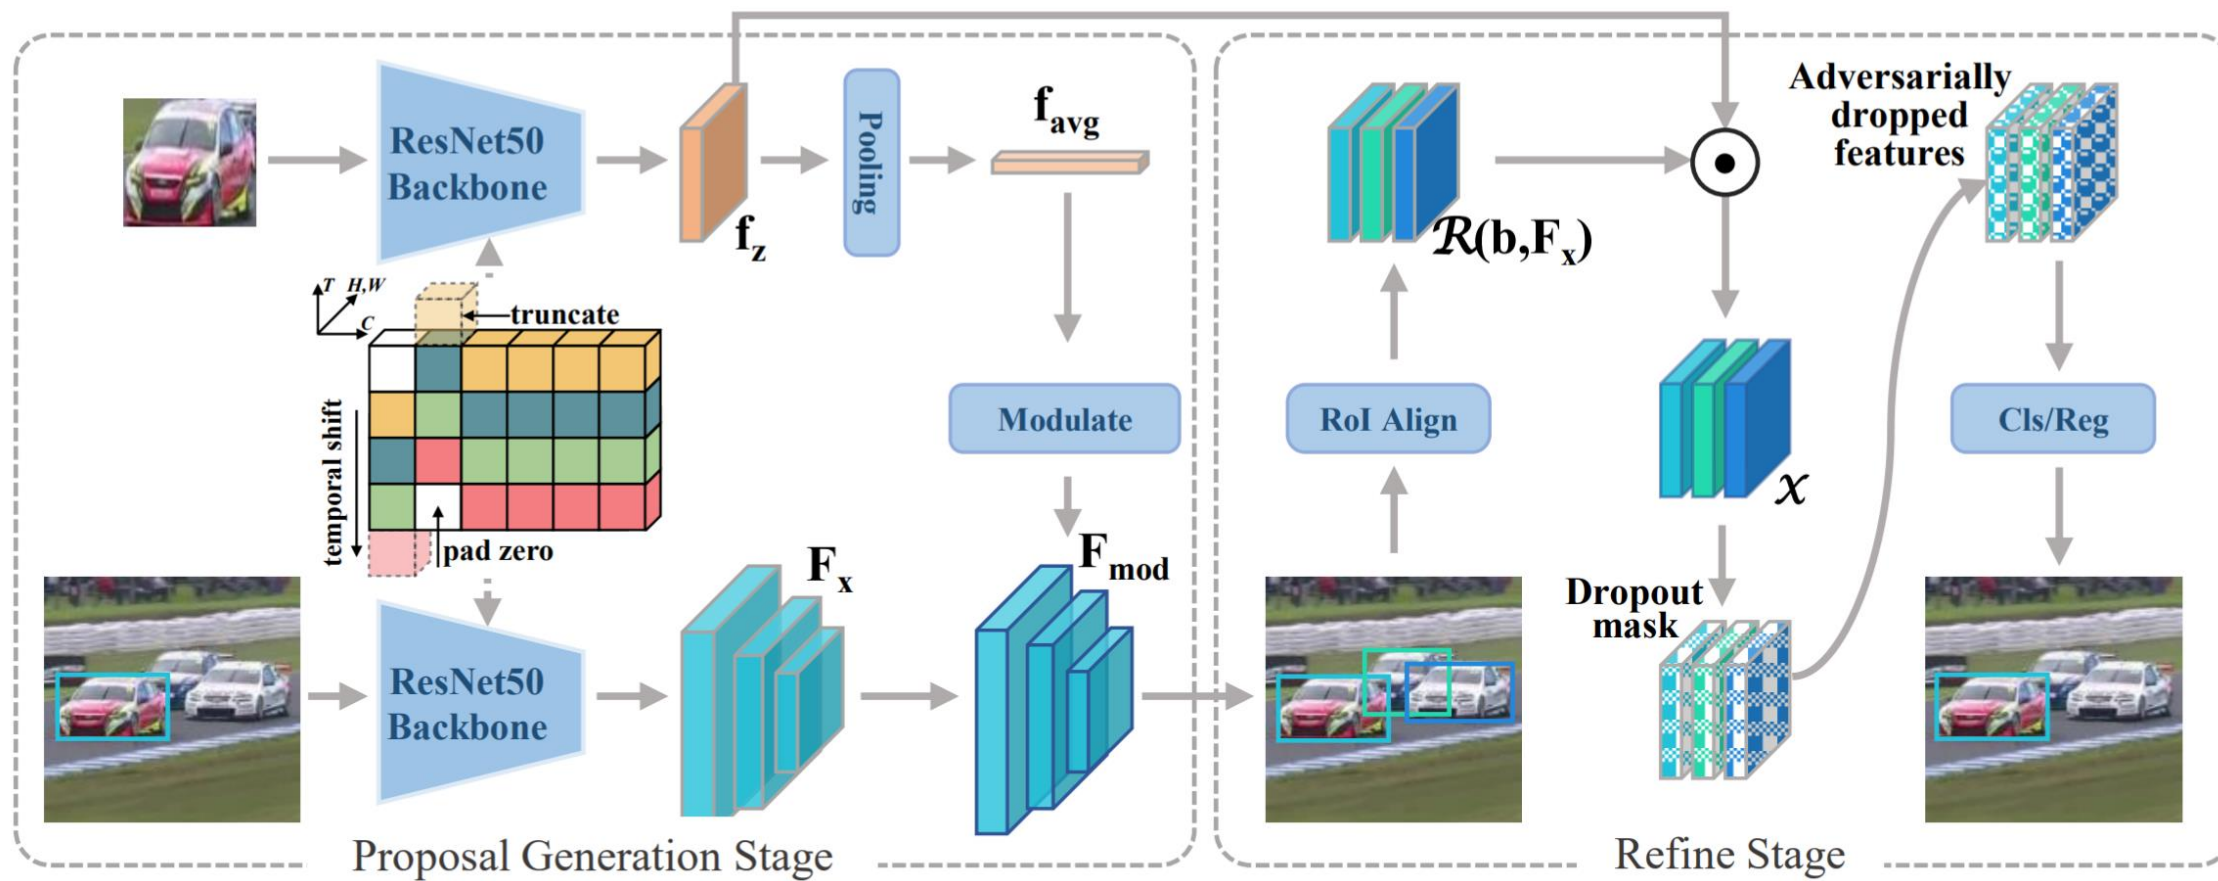 ResNet50
Backbone
f_z
Pooling
f_avg
T
H,W
C
truncate
temporal shift
pad zero
Modulate
ResNet50
Backbone
F_x
F_mod
Proposal Generation Stage
R(b,F_x)
RoI Align
x
Dropout
mask
Adversarially
dropped
features
Cls/Reg
Refine Stage